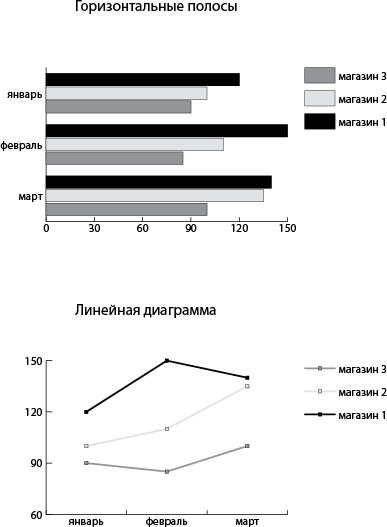 Горизонтальные полосы
магазин 3
январь
магазин 2
магазин 1
февраль
март
0 30 60 90 120 150
Линейная диаграмма
150
магазин 3
магазин 2
120
магазин 1
90
60
январь февраль март